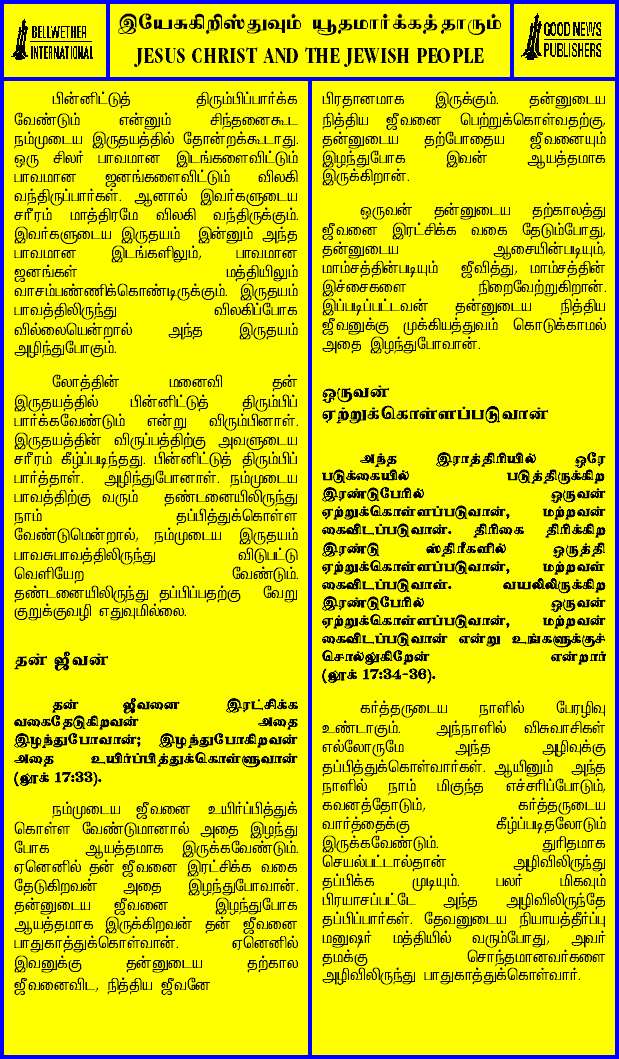 BELLWETHER
INTERNATIONAL
இயேசுகிறிஸ்துவும் யூதமார்க்கத்தாரும்
JESUS CHRIST AND THE JEWISH PEOPLE
GOOD NEWS
PUBLISHERS
பின்னிட்டுத் திரும்பிப்பார்க்க
வேண்டும் என்னும் சிந்தனைகூட
நம்முடைய இருதயத்தில் தோன்றக்கூடாது.
ஒரு சிலர் பாவமான இடங்களைவிட்டும்
பாவமான ஜனங்களைவிட்டும் விலகி
வந்திருப்பார்கள். ஆனால் இவர்களுடைய
சரீரம் மாத்திரமே விலகி வந்திருக்கும்.
இவர்களுடைய இருதயம் இன்னும் அந்த
பாவமான இடங்களிலும், பாவமான
ஜனங்கள் மத்தியிலும்
வாசம்பண்ணிக்கொண்டிருக்கும். இருதயம்
பாவத்திலிருந்து விலகிப்போக
வில்லையென்றால் அந்த இருதயம்
அழிந்துபோகும்.
லோத்தின் மனைவி தன்
இருதயத்தில் பின்னிட்டுத் திரும்பிப்
பார்க்கவேண்டும் என்று விரும்பினாள்.
இருதயத்தின் விருப்பத்திற்கு அவளுடைய
சரீரம் கீழ்ப்படிந்தது. பின்னிட்டுத் திரும்பிப்
பார்த்தாள். அழிந்துபோனாள். நம்முடைய
பாவத்திற்கு வரும் தண்டனையிலிருந்து
நாம் தப்பித்துக்கொள்ள
வேண்டுமென்றால், நம்முடைய இருதயம்
பாவசுபாவத்திலிருந்து விடுபட்டு
வெளியேற வேண்டும்.
தண்டனையிலிருந்து தப்பிப்பதற்கு வேறு
குறுக்குவழி எதுவுமில்லை.
தன் ஜீவன்
தன் ஜீவனை இரட்சிக்க
வகைதேடுகிறவன் அதை
இழந்துபோவான்; இழந்துபோகிறவன்
அதை உயிர்ப்பித்துக்கொள்ளுவான்
(லூக் 17:33).
நம்முடைய ஜீவனை உயிர்ப்பித்துக்
கொள்ள வேண்டுமானால் அதை இழந்து
போக ஆயத்தமாக இருக்கவேண்டும்.
ஏனெனில் தன் ஜீவனை இரட்சிக்க வகை
தேடுகிறவன் அதை இழந்துபோவான்.
தன்னுடைய ஜீவனை இழந்துபோக
ஆயத்தமாக இருக்கிறவன் தன் ஜீவனை
பாதுகாத்துக்கொள்வான். ஏனெனில்
இவனுக்கு தன்னுடைய தற்கால
ஜீவனைவிட, நித்திய ஜீவனே
பிரதானமாக இருக்கும். தன்னுடைய
நித்திய ஜீவனை பெற்றுக்கொள்வதற்கு,
தன்னுடைய தற்போதைய ஜீவனையும்
இழந்துபோக இவன் ஆயத்தமாக
இருக்கிறான்.
ஒருவன் தன்னுடைய தற்காலத்து
ஜீவனை இரட்சிக்க வகை தேடும்போது,
தன்னுடைய ஆசையின்படியும்,
மாம்சத்தின்படியும் ஜீவித்து, மாம்சத்தின்
இச்சைகளை நிறைவேற்றுகிறான்.
இப்படிப்பட்டவன் தன்னுடைய நித்திய
ஜீவனுக்கு முக்கியத்துவம் கொடுக்காமல்
அதை இழந்துபோவான்.
ஒருவன்
ஏற்றுக்கொள்ளப்படுவான்
அந்த இராத்திரியில் ஒரே
படுக்கையில் படுத்திருக்கிற
இரண்டுபேரில் ஒருவன்
ஏற்றுக்கொள்ளப்படுவான், மற்றவன்
கைவிடப்படுவான். திரிகை திரிக்கிற
இரண்டு ஸ்திரீகளில் ஒருத்தி
ஏற்றுக்கொள்ளப்படுவான், மற்றவன்
கைவிடப்படுவான். வயலிலிருக்கிற
இரண்டுபேரில் ஒருவன்
ஏற்றுக்கொள்ளப்படுவான், மற்றவன்
கைவிடப்படுவான் என்று உங்களுக்குச்
சொல்லுகிறேன் என்றார்
(லூக் 17:34-36).
கர்த்தருடைய நாளில் பேரழிவு
உண்டாகும். அந்நாளில் விசுவாசிகள்
எல்லோருமே அந்த அழிவுக்கு
தப்பித்துக்கொள்வார்கள். ஆயினும் அந்த
நாளில் நாம் மிகுந்த எச்சரிப்போடும்,
கவனத்தோடும், கர்த்தருடைய
வார்த்தைக்கு கீழ்ப்படிதலோடும்
இருக்கவேண்டும். துரிதமாக
செயல்பட்டால்தான் அழிவிலிருந்து
தப்பிக்க முடியும். பலர் மிகவும்
பிரயாசப்பட்டே அந்த அழிவிலிருந்தே
தப்பிப்பார்கள். தேவனுடைய நியாயத்தீர்ப்பு
மனுஷர் மத்தியில் வரும்போது, அவர்
தமக்கு சொந்தமானவர்களை
அழிவிலிருந்து பாதுகாத்துக்கொள்வார்.